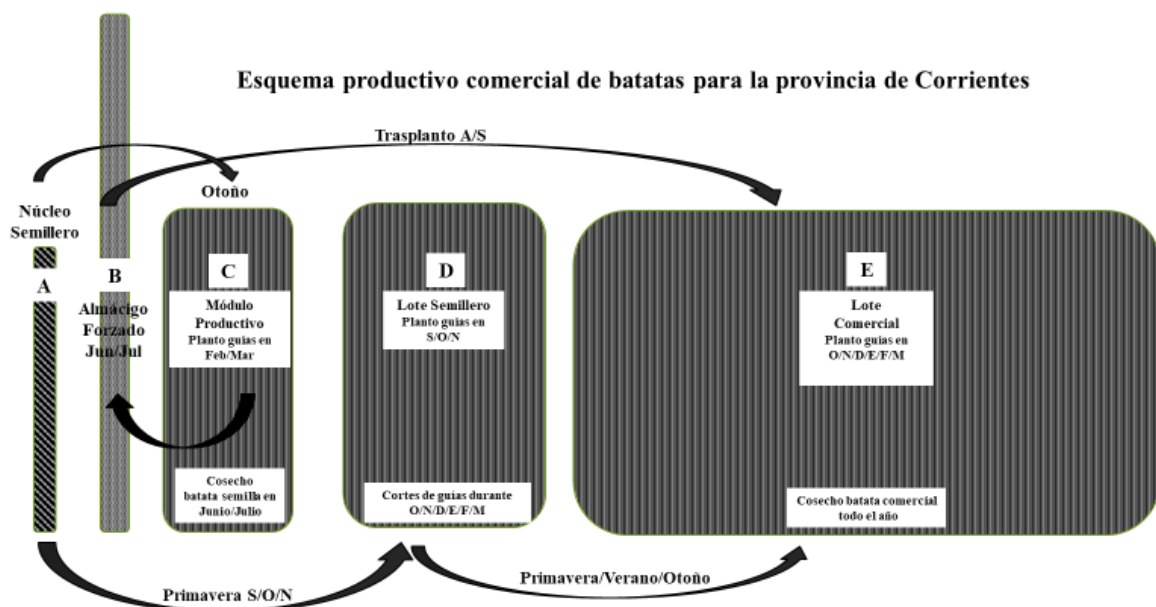 Esquema productivo comercial de batatas para la provincia de Corrientes
Trasplanto A/S
Otoño
Núcleo
Semillero
A
B
Almácigo
Forzado
Jun/Jul
C
Módulo
Productivo
Planto guías en
Feb/Mar
Cosecho
batata semilla en
Junio/Julio
D
Lote Semillero
Planto guías en
S/O/N
Cortes de guías durante
O/N/D/E/F/M
E
Lote
Comercial
Planto guías en
O/N/D/E/F/M
Cosecho batata comercial
todo el año
Primavera S/O/N
Primavera/Verano/Otoño